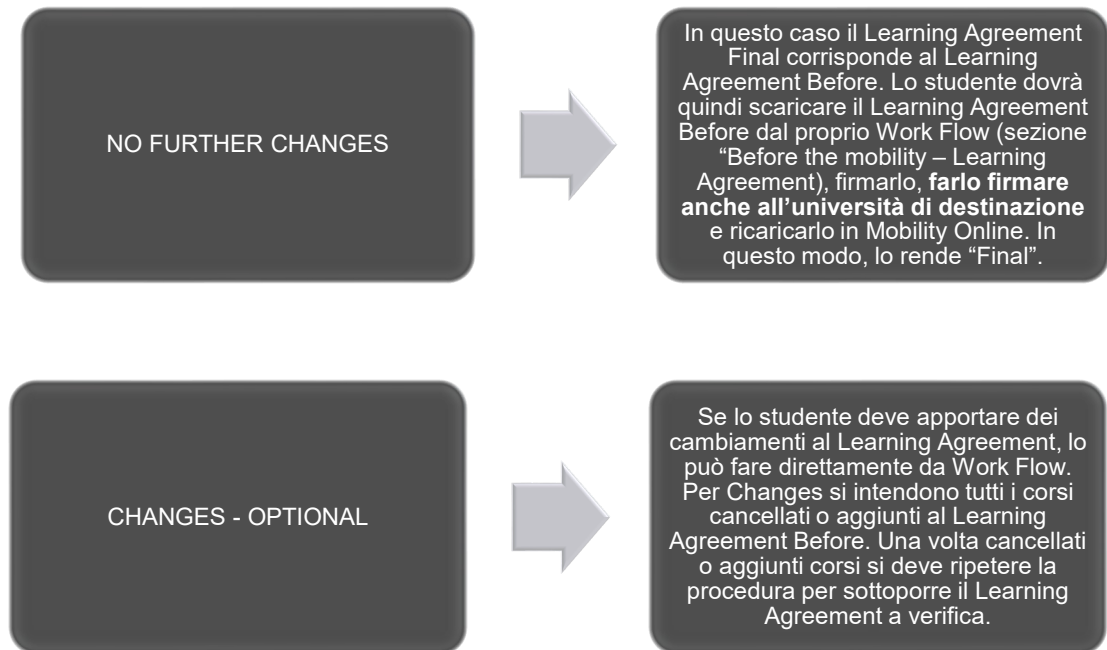 NO FURTHER CHANGES
In questo caso il Learning Agreement
Final corrisponde al Learning
Agreement Before. Lo studente dovrà
quindi scaricare il Learning Agreement
Before dal proprio Work Flow (sezione
“Before the mobility – Learning
Agreement), firmarlo, farlo firmare
anche all’università di destinazione
e ricaricarlo in Mobility Online. In
questo modo, lo rende “Final”.
CHANGES - OPTIONAL
Se lo studente deve apportare dei
cambiamenti al Learning Agreement, lo
può fare direttamente da Work Flow.
Per Changes si intendono tutti i corsi
cancellati o aggiunti al Learning
Agreement Before. Una volta cancellati
o aggiunti corsi si deve ripetere la
procedura per sottoporre il Learning
Agreement a verifica.